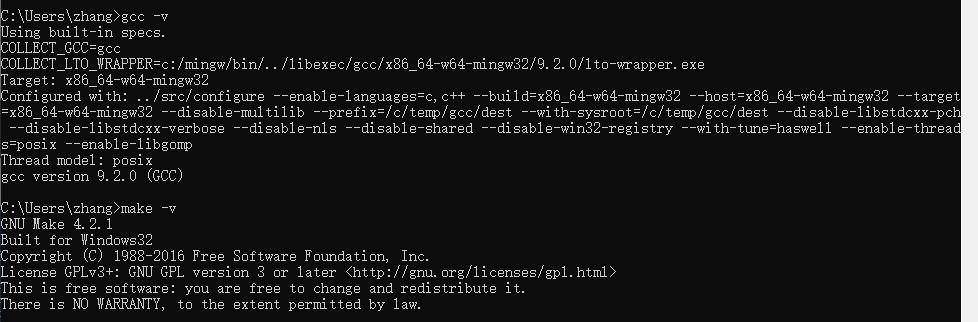 C:\Users\zhang>gcc -v
Using built-in specs.
COLLECT_GCC=gcc
COLLECT_LTO_WRAPPER=c:/mingw/bin/../libexec/gcc/x86_64-w64-mingw32/9.2.0/lto-wrapper.exe
Target: x86_64-w64-mingw32
Configured with: ../src/configure --enable-languages=c,c++ --build=x86_64-w64-mingw32 --host=x86_64-w64-mingw32 --target
=x86_64-w64-mingw32 --disable-multilib --prefix=/c/temp/gcc/dest --with-sysroot=/c/temp/gcc/dest --disable-libstdcxx-pch
 --disable-libstdcxx-verbose --disable-nls --disable-shared --disable-win32-registry --with-tune=haswell --enable-thread
s=posix --enable-libgomp
Thread model: posix
gcc version 9.2.0 (GCC)
C:\Users\zhang>make -v
GNU Make 4.2.1
Built for Windows32
Copyright (C) 1988-2016 Free Software Foundation, Inc.
License GPLv3+: GNU GPL version 3 or later <http://gnu.org/licenses/gpl.html>
This is free software: you are free to change and redistribute it.
There is NO WARRANTY, to the extent permitted by law.